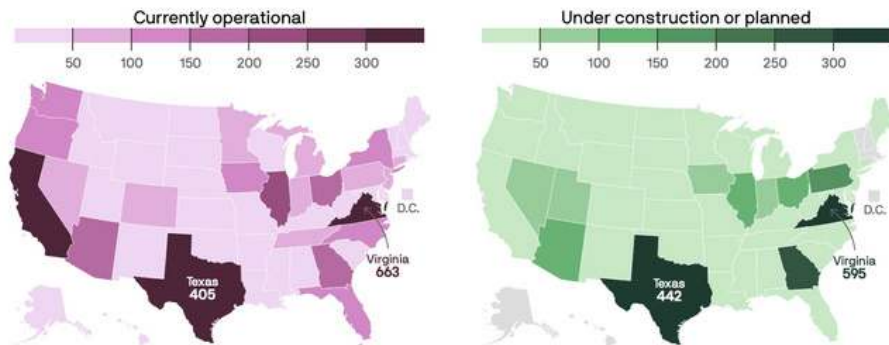 Currently operational
50 100 150 200 250 300
D.C.
Virginia
663
Texas
405
Under construction or planned
50 100 150 200 250 300
D.C.
Virginia
595
Texas
442